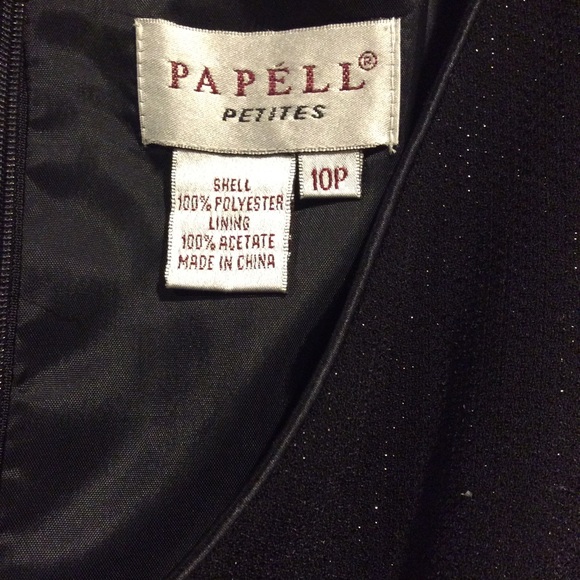 PAPÉLL®
PETITES
10P
SHELL
100% POLYESTER
LINING
100% ACETATE
MADE IN CHINA